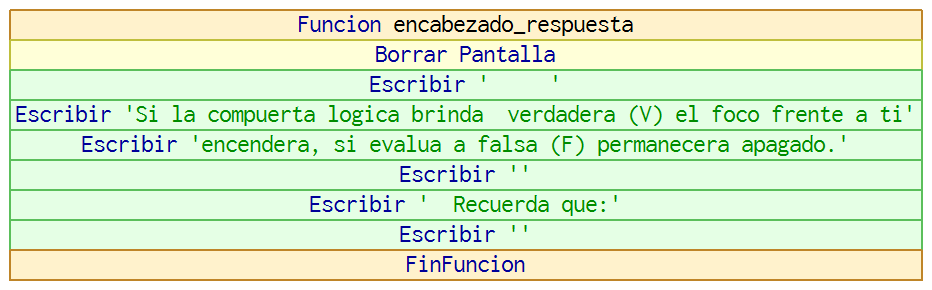 Funcion encabezado_respuesta
Borrar Pantalla
Escribir '     '
Escribir 'Si la compuerta logica brinda  verdadera (V) el foco frente a ti'
Escribir 'encendera, si evalua a falsa (F) permanecera apagado.'
Escribir ''
Escribir '  Recuerda que:'
Escribir ''
FinFuncion